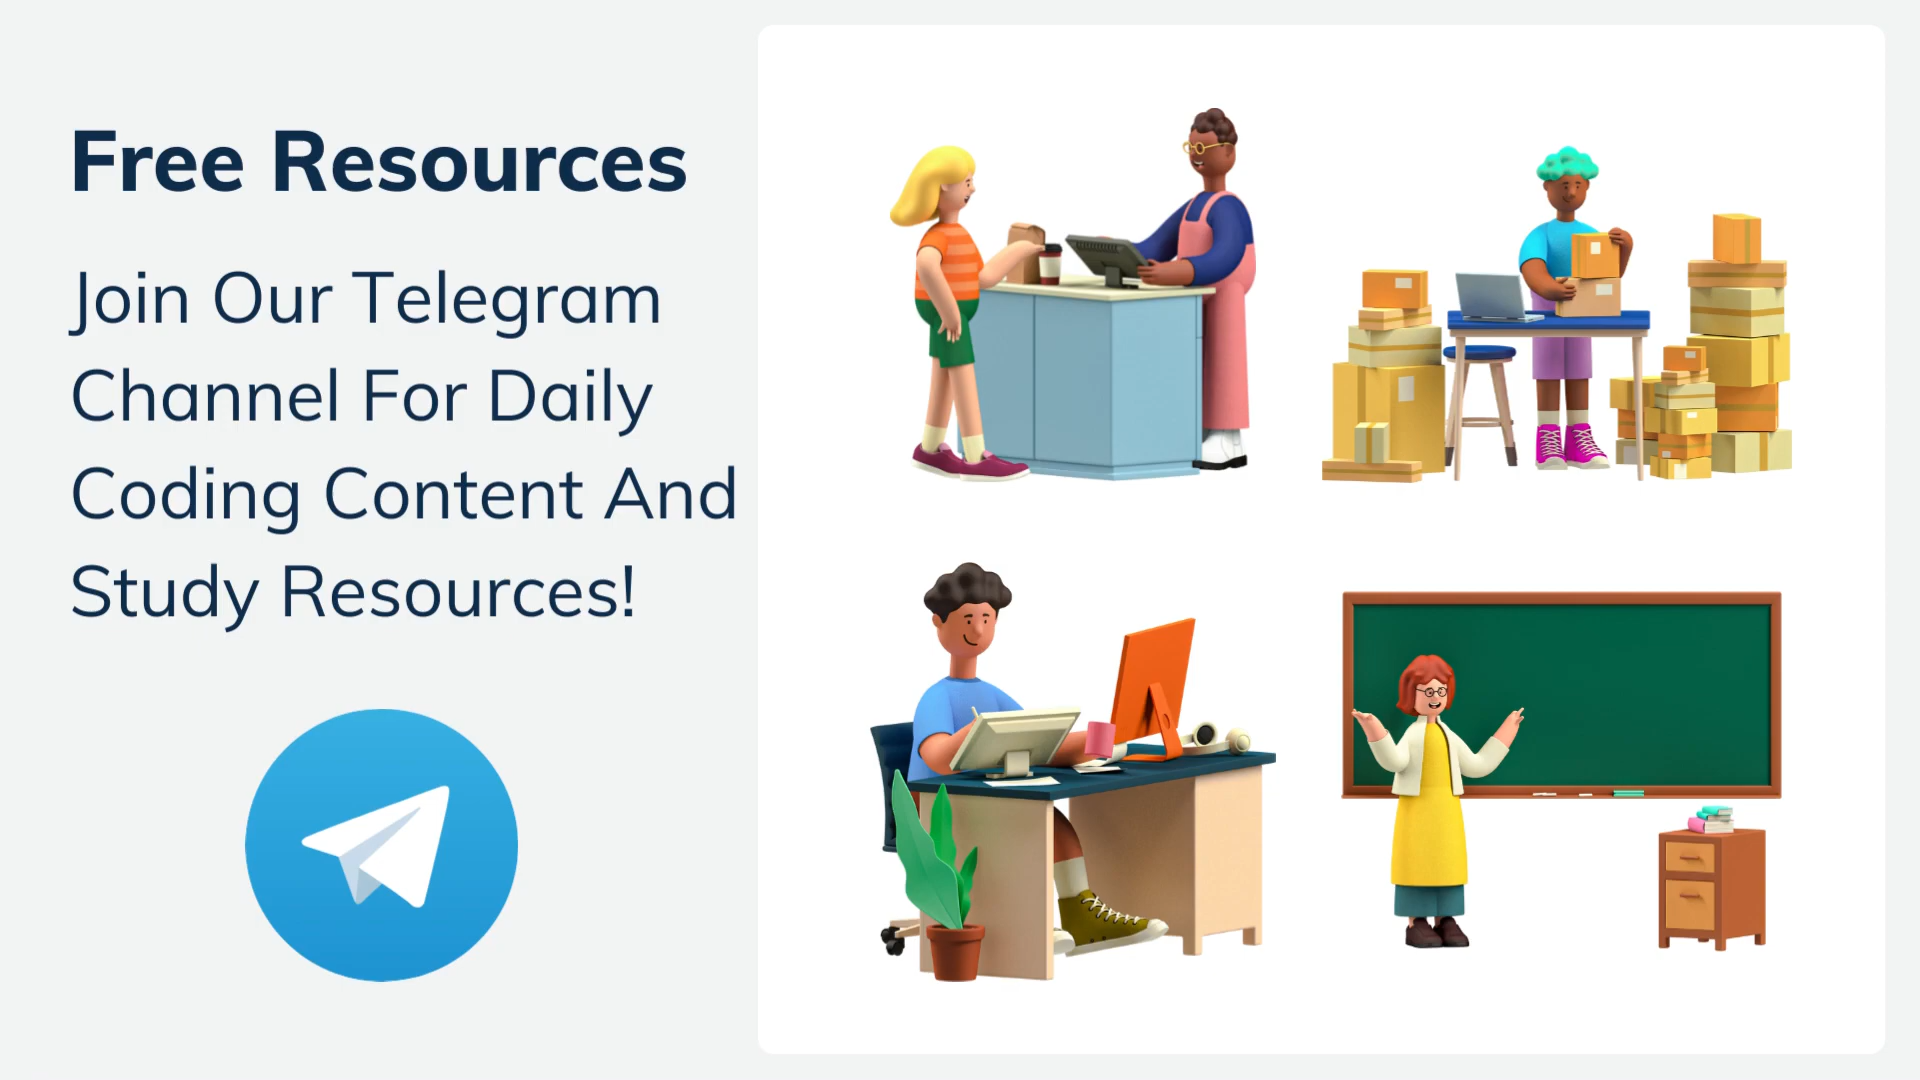 Free Resources
Join Our Telegram
Channel For Daily
Coding Content And
Study Resources!